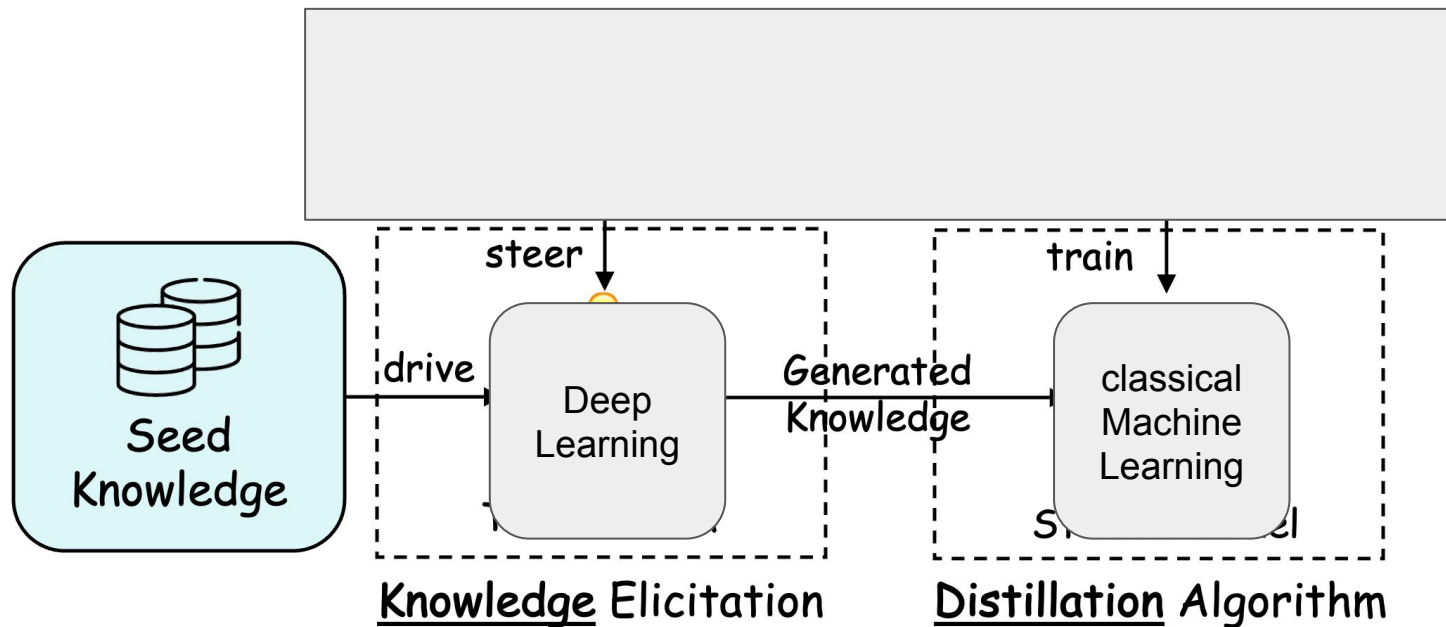 steer
train
drive
Generated
Knowledge
Deep
Learning
classical
Machine
Learning
Seed
Knowledge
Knowledge Elicitation
Distillation Algorithm